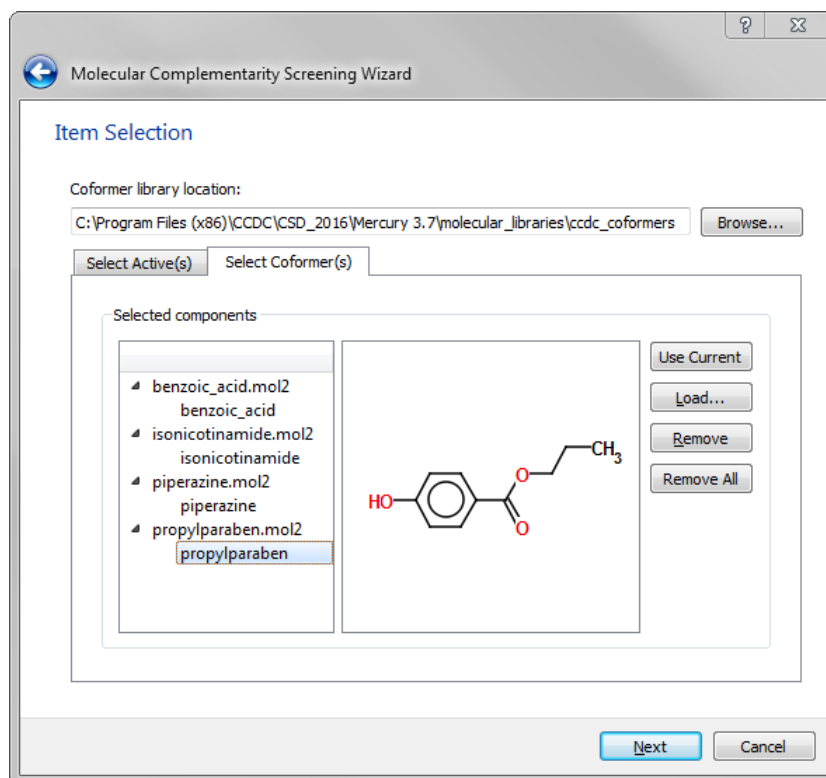 ?
Molecular Complementarity Screening Wizard
Item Selection
Coformer library location:
C:\Program Files (x86)\CCDC\CSD_2016\Mercury 3.7\molecular_libraries\ccdc_coformers
Browse...
Select Active(s)
Select Coformer(s)
Selected components
benzoic_acid.mol2
benzoic_acid
isonicotinamide.mol2
isonicotinamide
piperazine.mol2
piperazine
propylparaben.mol2
propylparaben
HO
O
O
CH3
Use Current
Load...
Remove
Remove All
Next
Cancel